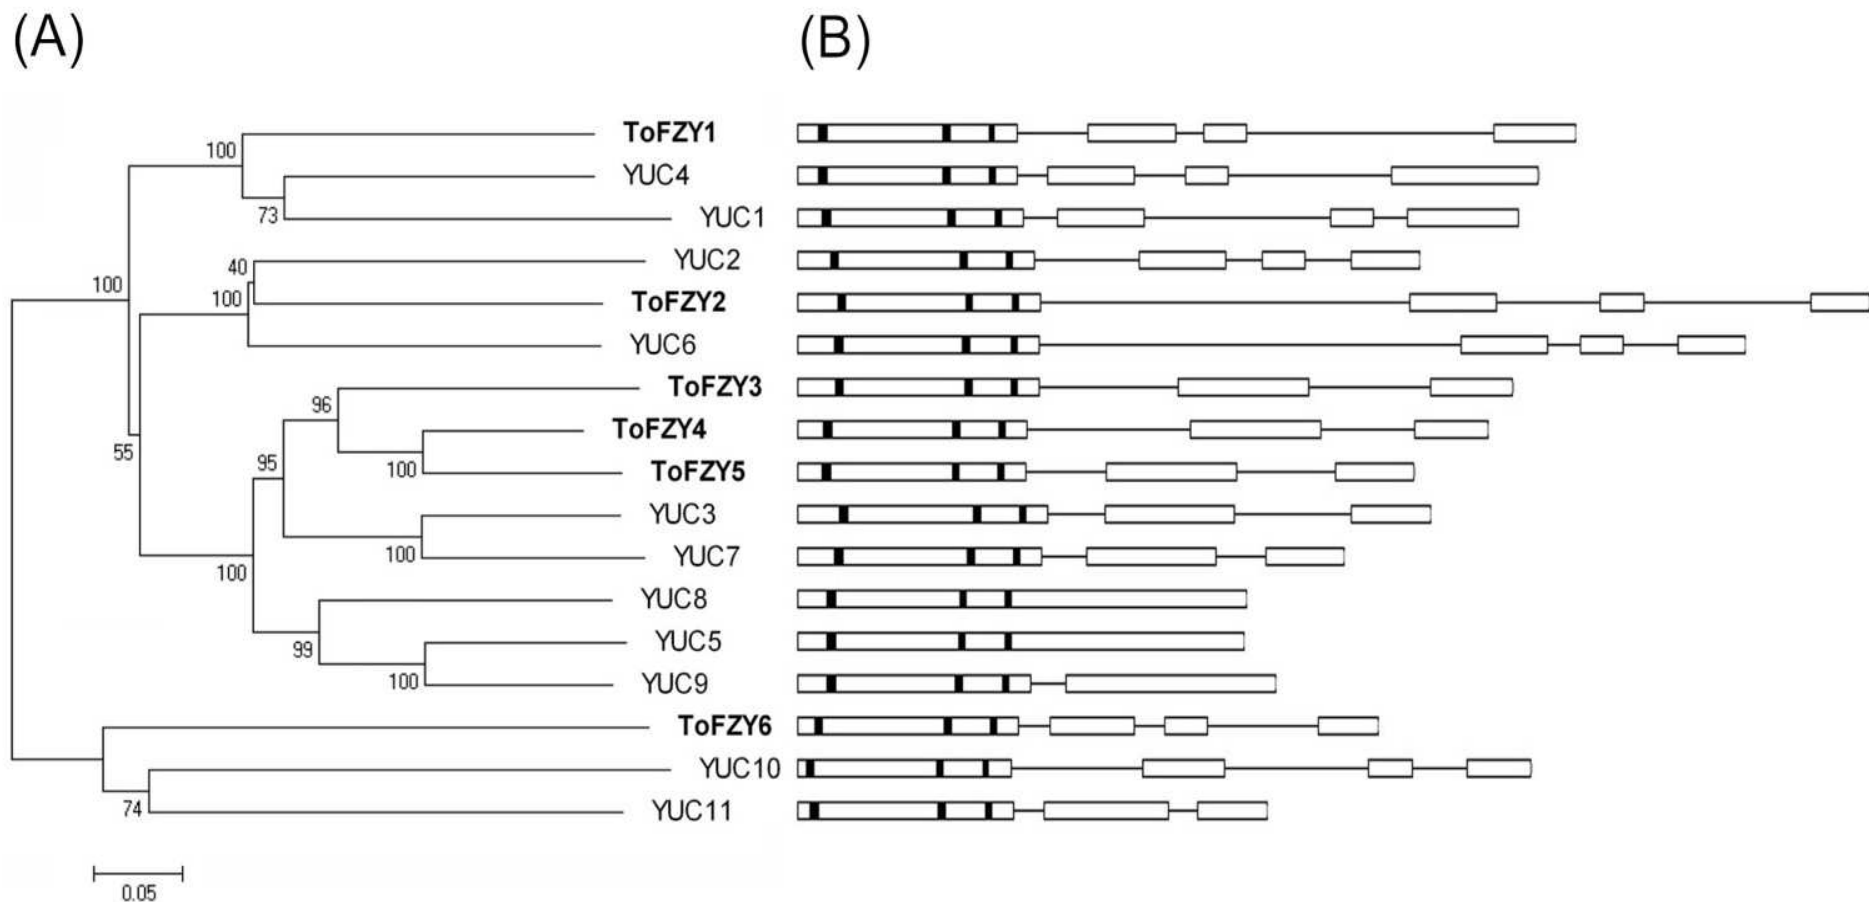 (A) (B)
ToFZY1
100
YUC4
73
YUC1
YUC2
40
100
100
ToFZY2
YUC6
ToFZY3
96
ToFZY4
55
95
100
ToFZY5
YUC3
100
YUC7
100
YUC8
YUC5
99
100
YUC9
ToFZY6
YUC10
74
YUC11
0.05